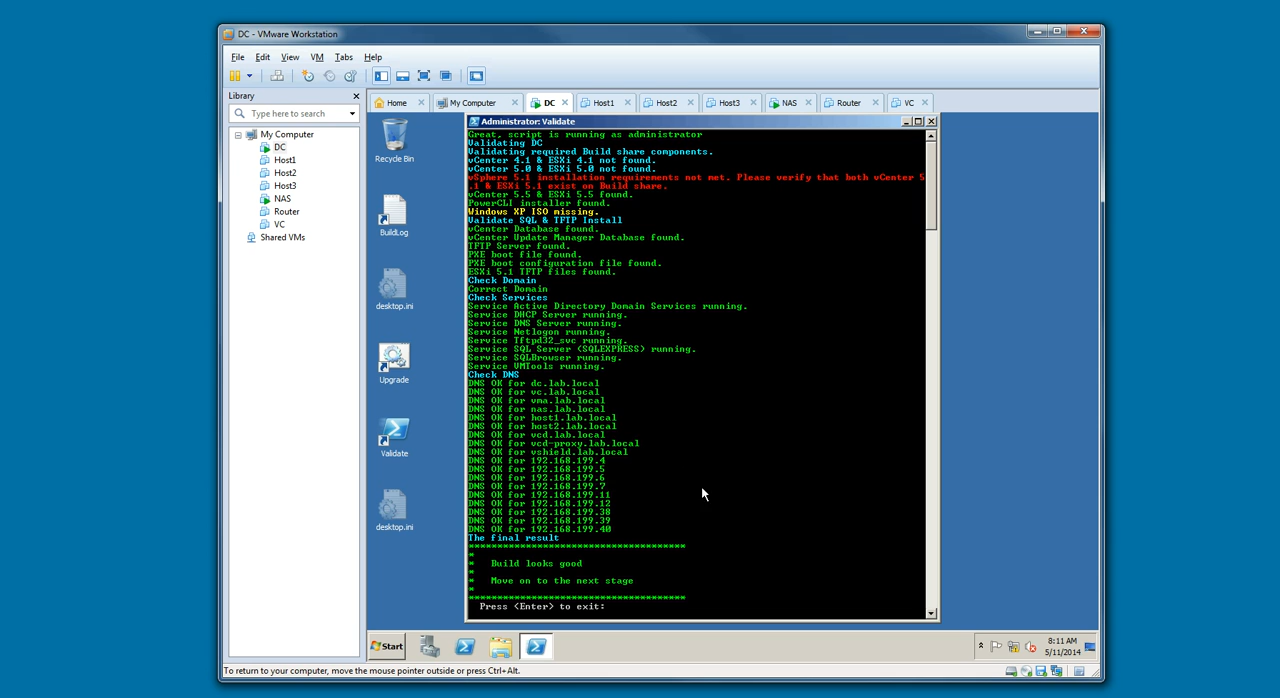 DC - VMware Workstation
File Edit View VM Tabs Help
Library
Type here to search
My Computer
DC
Host1
Host2
Host3
NAS
Router
VC
Shared VMs
Home My Computer DC Host1 Host2 Host3 NAS Router VC
Recycle Bin
BuildLog
desktop.ini
Upgrade
Validate
desktop.ini
Administrator: Validate
Great, script is running as administrator
Validating DC
Validating required Build share components.
vCenter 4.1 & ESXi 4.1 not found.
vCenter 5.0 & ESXi 5.0 not found.
vSphere 5.1 installation requirements not met. Please verify that both vCenter 5
.1 & ESXi 5.1 exist on Build share.
vCenter 5.5 & ESXi 5.5 found.
PowerCLI installer found.
Windows XP ISO missing.
Validate SQL & TFTP Install
vCenter Database found.
vCenter Update Manager Database found.
TFTP Server found.
PXE boot file found.
PXE boot configuration file found.
ESXi 5.1 TFTP files found.
Check Domain
Correct Domain
Check Services
Service Active Directory Domain Services running.
Service DHCP Server running.
Service DNS Server running.
Service Netlogon running.
Service Tftpd32_svc running.
Service SQL Server (SQLEXPRESS) running.
Service SQLBrowser running.
Service VMTools running.
Check DNS
DNS OK for dc.lab.local
DNS OK for vc.lab.local
DNS OK for vma.lab.local
DNS OK for nas.lab.local
DNS OK for host1.lab.local
DNS OK for host2.lab.local
DNS OK for vcd.lab.local
DNS OK for vcd-proxy.lab.local
DNS OK for vshield.lab.local
DNS OK for 192.168.199.4
DNS OK for 192.168.199.5
DNS OK for 192.168.199.6
DNS OK for 192.168.199.7
DNS OK for 192.168.199.11
DNS OK for 192.168.199.12
DNS OK for 192.168.199.38
DNS OK for 192.168.199.39
DNS OK for 192.168.199.40
The final result
**************************************
*
* Build looks good
*
* Move on to the next stage
*
**************************************
Press <Enter> to exit:
Start
8:11 AM
5/11/2014
To return to your computer, move the mouse pointer outside or press Ctrl+Alt.